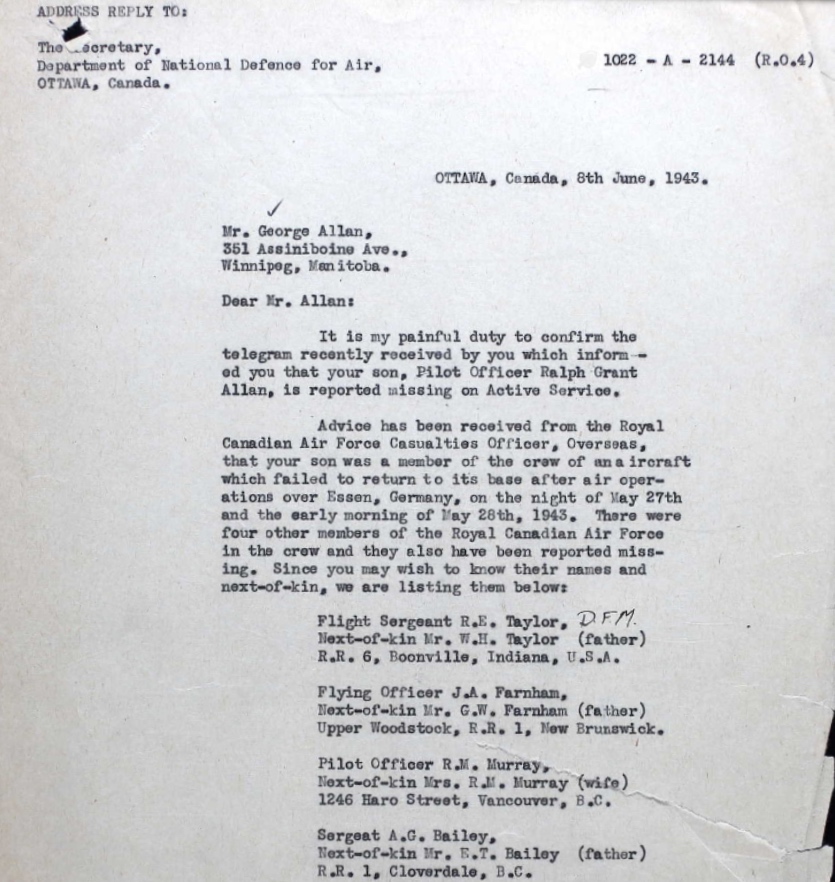 ADDRESS REPLY TO:
The Secretary,
Department of National Defence for Air,
OTTAWA, Canada.
1022 - A - 2144 (R.O.4)
OTTAWA, Canada, 8th June, 1943.
Mr. George Allan,
351 Assiniboine Ave.,
Winnipeg, Manitoba.
Dear Mr. Allan:
It is my painful duty to confirm the
telegram recently received by you which inform-
ed you that your son, Pilot Officer Ralph Grant
Allan, is reported missing on Active Service.
Advice has been received from the Royal
Canadian Air Force Casualties Officer, Overseas,
that your son was a member of the crew of an aircraft
which failed to return to its base after air oper-
ations over Essen, Germany, on the night of May 27th
and the early morning of May 28th, 1943. There were
four other members of the Royal Canadian Air Force
in the crew and they also have been reported miss-
ing. Since you may wish to know their names and
next-of-kin, we are listing them below:
Flight Sergeant R.E. Taylor, D.F.M.
Next-of-kin Mr. W.H. Taylor (father)
R.R. 6, Boonville, Indiana, U.S.A.
Flying Officer J.A. Farnham,
Next-of-kin Mr. G.W. Farnham (father)
Upper Woodstock, R.R. 1, New Brunswick.
Pilot Officer R.M. Murray,
Next-of-kin Mrs. R.M. Murray (wife)
1246 Haro Street, Vancouver, B.C.
Sergeat A.G. Bailey,
Next-of-kin Mr. E.T. Bailey (father)
R.R. 1, Cloverdale, B.C.